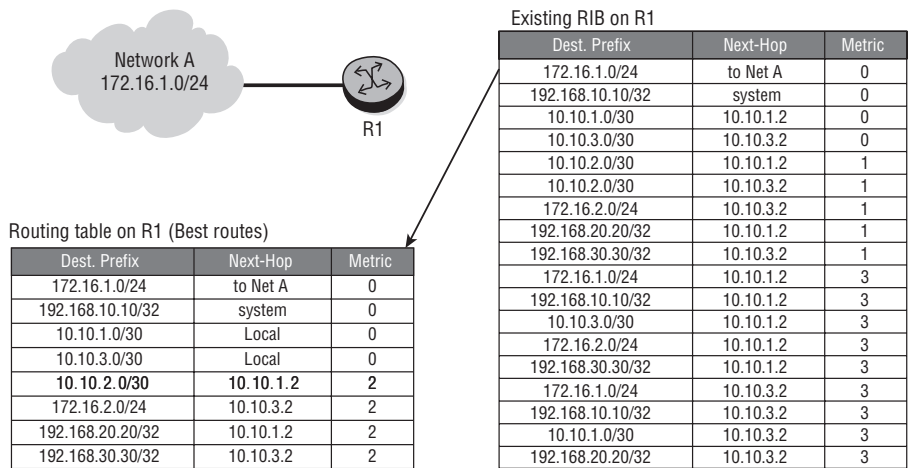 Network A
172.16.1.0/24
R1
Existing RIB on R1
Dest. Prefix Next-Hop Metric
172.16.1.0/24 to Net A 0
192.168.10.10/32 system 0
10.10.1.0/30 10.10.1.2 0
10.10.3.0/30 10.10.3.2 0
10.10.2.0/30 10.10.1.2 1
10.10.2.0/30 10.10.3.2 1
172.16.2.0/24 10.10.3.2 1
192.168.20.20/32 10.10.1.2 1
192.168.30.30/32 10.10.3.2 1
172.16.1.0/24 10.10.1.2 3
192.168.10.10/32 10.10.1.2 3
10.10.3.0/30 10.10.1.2 3
172.16.2.0/24 10.10.1.2 3
192.168.30.30/32 10.10.1.2 3
172.16.1.0/24 10.10.3.2 3
192.168.10.10/32 10.10.3.2 3
10.10.1.0/30 10.10.3.2 3
192.168.20.20/32 10.10.3.2 3
Routing table on R1 (Best routes)
Dest. Prefix Next-Hop Metric
172.16.1.0/24 to Net A 0
192.168.10.10/32 system 0
10.10.1.0/30 Local 0
10.10.3.0/30 Local 0
10.10.2.0/30 10.10.1.2 2
172.16.2.0/24 10.10.3.2 2
192.168.20.20/32 10.10.1.2 2
192.168.30.30/32 10.10.3.2 2